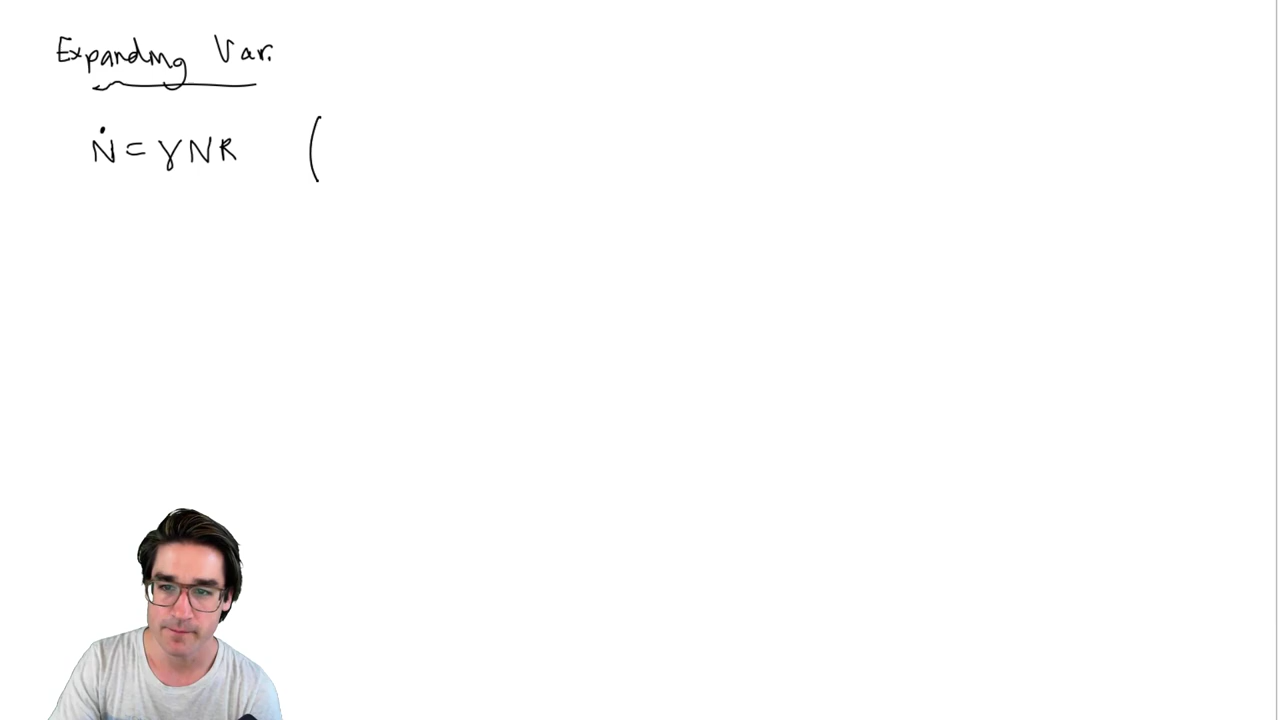 Expanding Var.
Ṅ = γNR (